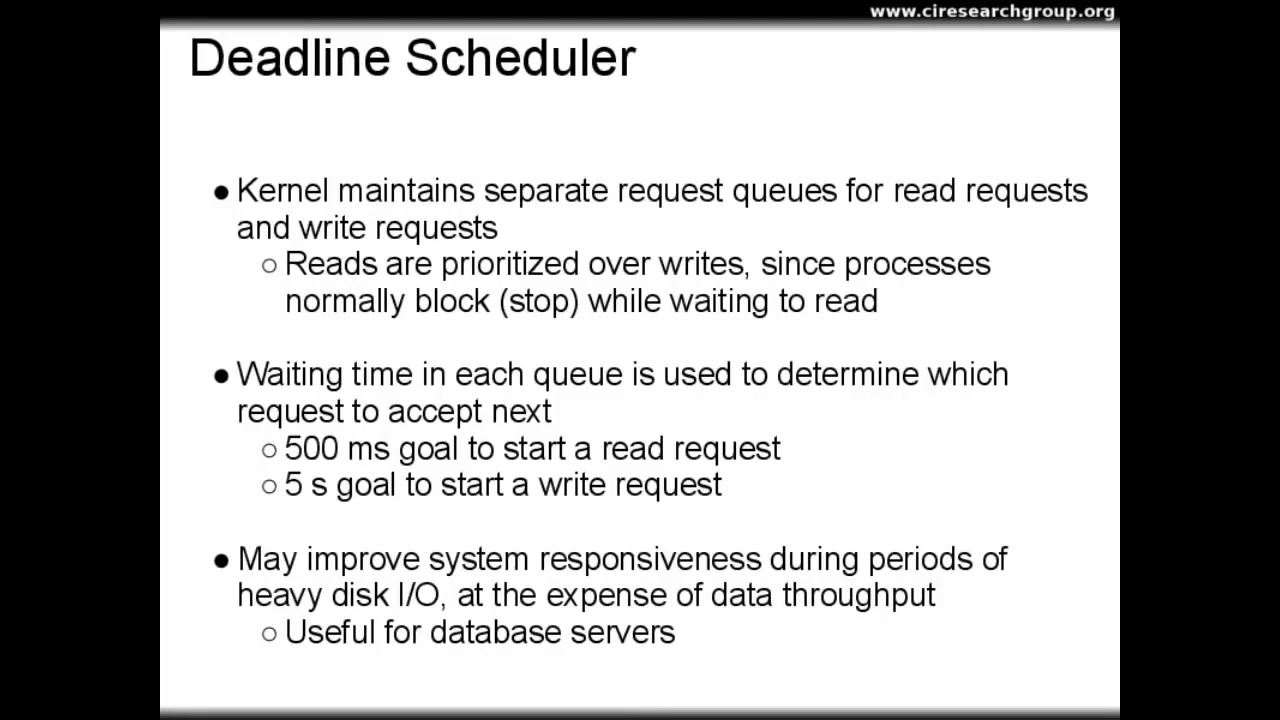 www.ciresearchgroup.org
Deadline Scheduler
● Kernel maintains separate request queues for read requests
and write requests
○ Reads are prioritized over writes, since processes
normally block (stop) while waiting to read
● Waiting time in each queue is used to determine which
request to accept next
○ 500 ms goal to start a read request
○ 5 s goal to start a write request
● May improve system responsiveness during periods of
heavy disk I/O, at the expense of data throughput
○ Useful for database servers